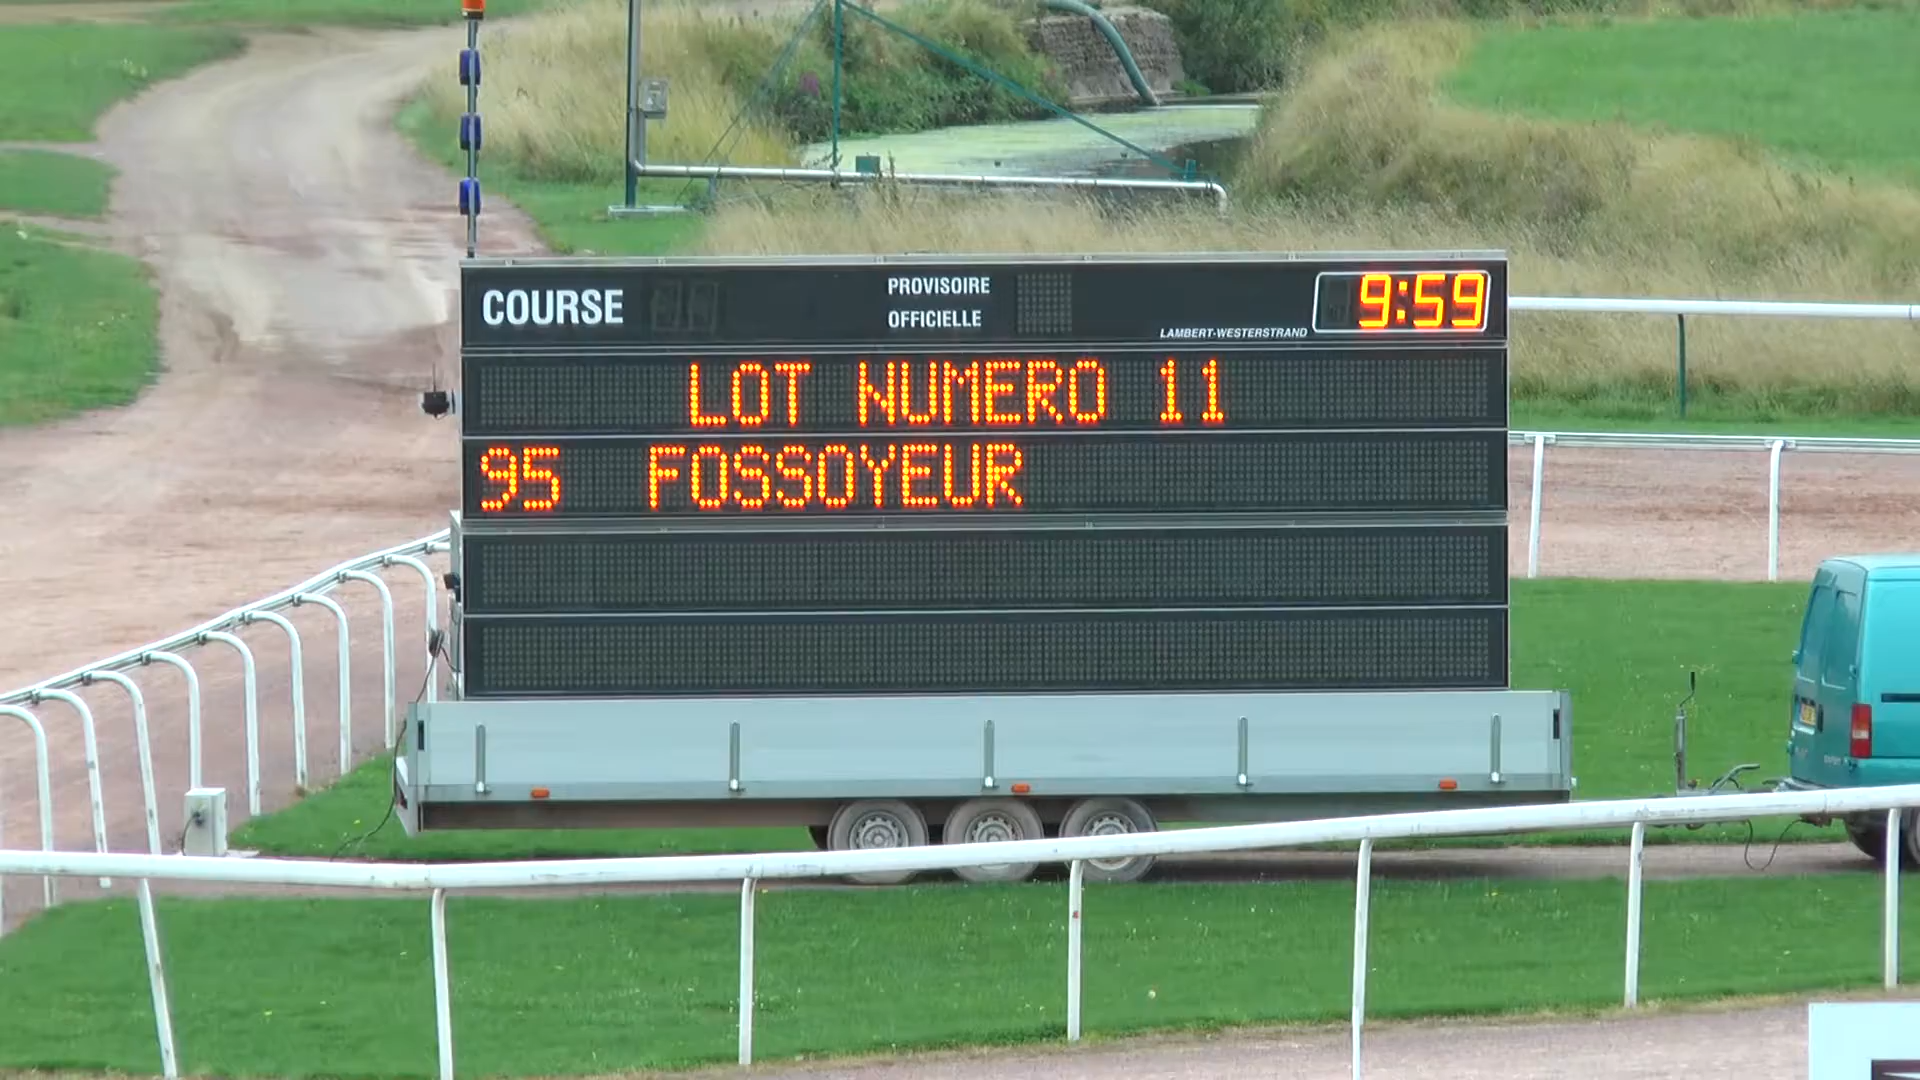 COURSE
PROVISOIRE
OFFICIELLE
LAMBERT-WESTERSTRAND
9:59
LOT NUMERO 11
95 FOSSOYEUR